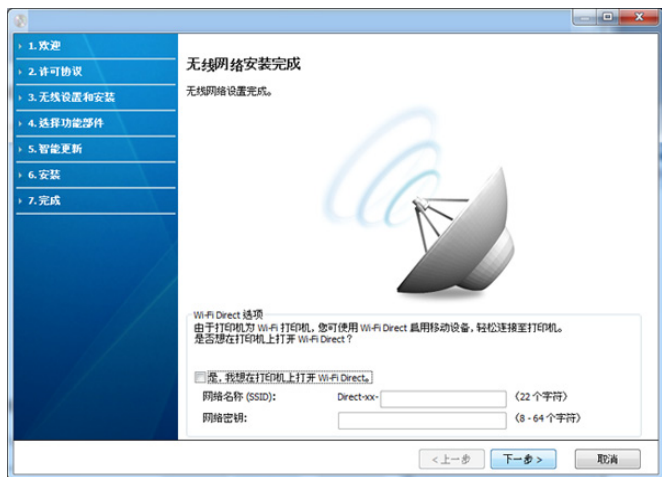 1. 欢迎
2. 许可协议
3. 无线设置和安装
4. 选择功能部件
5. 智能更新
6. 安装
7. 完成
无线网络安装完成
无线网络设置完成。
Wi-Fi Direct 选项
由于打印机为 Wi-Fi 打印机，您可使用 Wi-Fi Direct 启用移动设备，轻松连接至打印机。
是否想在打印机上打开 Wi-Fi Direct？
是，我想在打印机上打开 Wi-Fi Direct。
网络名称 (SSID): Direct-xx- (22 个字符)
网络密钥: (8 - 64 个字符)
< 上一步 下一步 > 取消